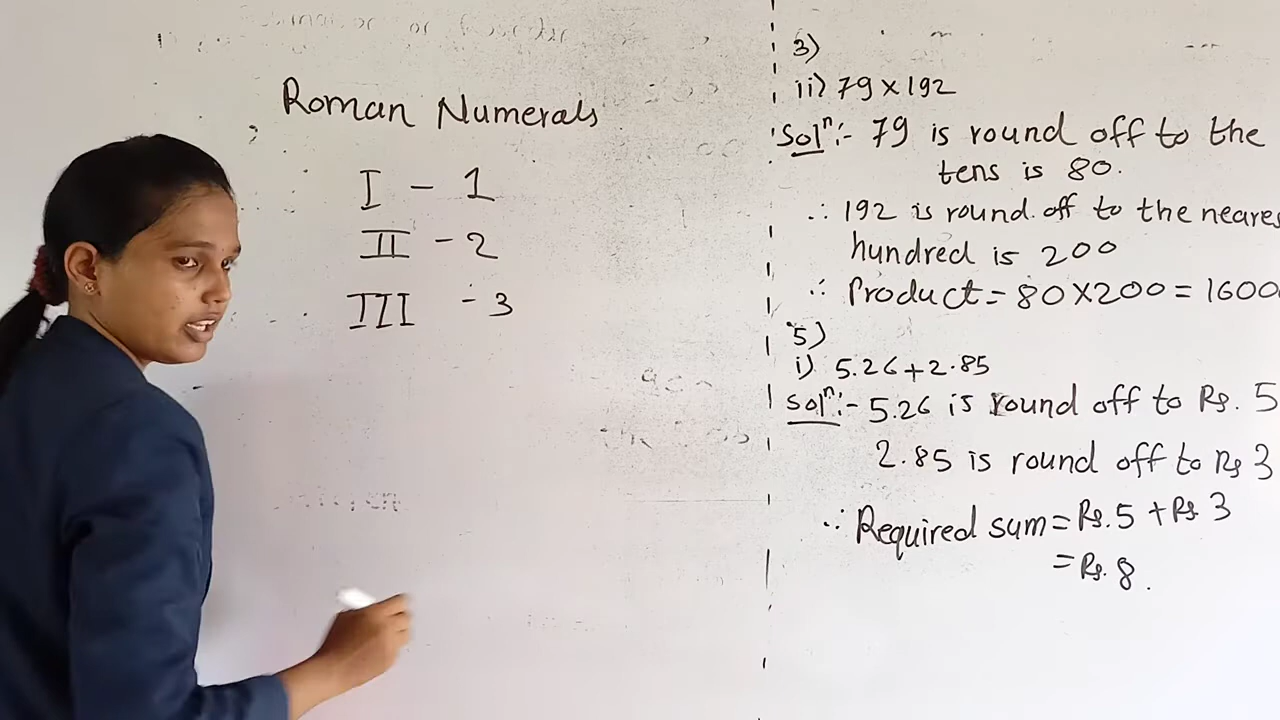 Roman Numerals
I - 1
II - 2
III - 3
3)
ii) 79 × 192
Solⁿ:- 79 is round off to the
tens is 80.
∴ 192 is round off to the neares
hundred is 200
∴ Product = 80 × 200 = 1600
5)
i) 5.26 + 2.85
Solⁿ:- 5.26 is round off to Rs. 5
2.85 is round off to Rs 3
∴ Required sum = Rs. 5 + Rs 3
= Rs. 8.